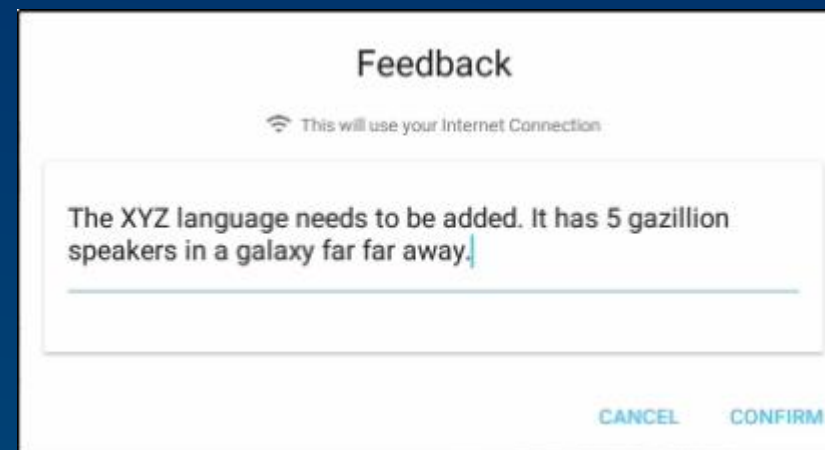 Feedback
This will use your Internet Connection
The XYZ language needs to be added. It has 5 gazillion
speakers in a galaxy far far away.
CANCEL CONFIRM